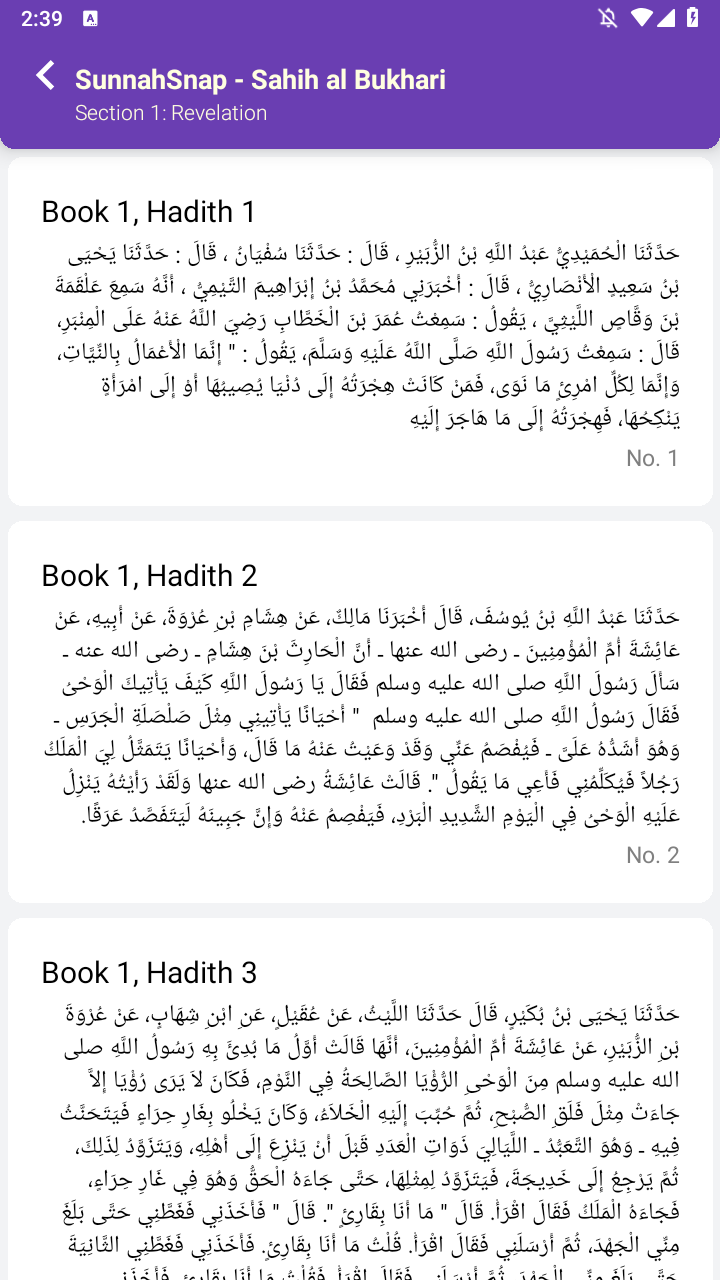 2:39
A
SunnahSnap - Sahih al Bukhari
Section 1: Revelation
Book 1, Hadith 1
حَدَّثَنَا الْحُمَيْدِيُّ عَبْدُ اللَّهِ بْنُ الزُّبَيْرِ ، قَالَ : حَدَّثَنَا سُفْيَانُ ، قَالَ : حَدَّثَنَا يَحْيَى
بْنُ سَعِيدٍ الْأَنْصَارِيُّ ، قَالَ : أَخْبَرَنِي مُحَمَّدُ بْنُ إِبْرَاهِيمَ التَّيْمِيُّ ، أَنَّهُ سَمِعَ عَلْقَمَةَ
بْنَ وَقَّاصٍ اللَّيْثِيَّ ، يَقُولُ : سَمِعْتُ عُمَرَ بْنَ الْخَطَّابِ رَضِيَ اللَّهُ عَنْهُ عَلَى الْمِنْبَرِ،
قَالَ : سَمِعْتُ رَسُولَ اللَّهِ صَلَّى اللَّهُ عَلَيْهِ وَسَلَّمَ، يَقُولُ : " إِنَّمَا الْأَعْمَالُ بِالنِّيَّاتِ،
وَإِنَّمَا لِكُلِّ امْرِئٍ مَا نَوَى، فَمَنْ كَانَتْ هِجْرَتُهُ إِلَى دُنْيَا يُصِيبُهَا أَوْ إِلَى امْرَأَةٍ
يَنْكِحُهَا، فَهِجْرَتُهُ إِلَى مَا هَاجَرَ إِلَيْهِ
No. 1
Book 1, Hadith 2
حَدَّثَنَا عَبْدُ اللَّهِ بْنُ يُوسُفَ، قَالَ أَخْبَرَنَا مَالِكٌ، عَنْ هِشَامِ بْنِ عُرْوَةَ، عَنْ أَبِيهِ، عَنْ
عَائِشَةَ أُمِّ الْمُؤْمِنِينَ ـ رضى الله عنها ـ أَنَّ الْحَارِثَ بْنَ هِشَامٍ ـ رضى الله عنه ـ
سَأَلَ رَسُولَ اللَّهِ صلى الله عليه وسلم فَقَالَ يَا رَسُولَ اللَّهِ كَيْفَ يَأْتِيكَ الْوَحْىُ
فَقَالَ رَسُولُ اللَّهِ صلى الله عليه وسلم ‏ "‏ أَحْيَانًا يَأْتِينِي مِثْلَ صَلْصَلَةِ الْجَرَسِ ـ
وَهُوَ أَشَدُّهُ عَلَىَّ ـ فَيُفْصَمُ عَنِّي وَقَدْ وَعَيْتُ عَنْهُ مَا قَالَ، وَأَحْيَانًا يَتَمَثَّلُ لِيَ الْمَلَكُ
رَجُلاً فَيُكَلِّمُنِي فَأَعِي مَا يَقُولُ ‏"‏‏.‏ قَالَتْ عَائِشَةُ رضى الله عنها وَلَقَدْ رَأَيْتُهُ يَنْزِلُ
عَلَيْهِ الْوَحْىُ فِي الْيَوْمِ الشَّدِيدِ الْبَرْدِ، فَيَفْصِمُ عَنْهُ وَإِنَّ جَبِينَهُ لَيَتَفَصَّدُ عَرَقًا.
No. 2
Book 1, Hadith 3
حَدَّثَنَا يَحْيَى بْنُ بُكَيْرٍ، قَالَ حَدَّثَنَا اللَّيْثُ، عَنْ عُقَيْلٍ، عَنِ ابْنِ شِهَابٍ، عَنْ عُرْوَةَ
بْنِ الزُّبَيْرِ، عَنْ عَائِشَةَ أُمِّ الْمُؤْمِنِينَ، أَنَّهَا قَالَتْ أَوَّلُ مَا بُدِئَ بِهِ رَسُولُ اللَّهِ صلى
الله عليه وسلم مِنَ الْوَحْىِ الرُّؤْيَا الصَّالِحَةُ فِي النَّوْمِ، فَكَانَ لاَ يَرَى رُؤْيَا إِلاَّ
جَاءَتْ مِثْلَ فَلَقِ الصُّبْحِ، ثُمَّ حُبِّبَ إِلَيْهِ الْخَلاَءُ، وَكَانَ يَخْلُو بِغَارِ حِرَاءٍ فَيَتَحَنَّثُ
فِيهِ ـ وَهُوَ التَّعَبُّدُ ـ اللَّيَالِيَ ذَوَاتِ الْعَدَدِ قَبْلَ أَنْ يَنْزِعَ إِلَى أَهْلِهِ، وَيَتَزَوَّدُ لِذَلِكَ،
ثُمَّ يَرْجِعُ إِلَى خَدِيجَةَ، فَيَتَزَوَّدُ لِمِثْلِهَا، حَتَّى جَاءَهُ الْحَقُّ وَهُوَ فِي غَارِ حِرَاءٍ،
فَجَاءَهُ الْمَلَكُ فَقَالَ اقْرَأْ‏.‏ قَالَ ‏"‏ مَا أَنَا بِقَارِئٍ ‏"‏‏.‏ قَالَ ‏"‏ فَأَخَذَنِي فَغَطَّنِي حَتَّى بَلَغَ
مِنِّي الْجَهْدَ، ثُمَّ أَرْسَلَنِي فَقَالَ اقْرَأْ‏.‏ قُلْتُ مَا أَنَا بِقَارِئٍ‏.‏ فَأَخَذَنِي فَغَطَّنِي الثَّانِيَةَ
حَتَّى بَلَغَ مِنِّي الْجَهْدَ، ثُمَّ أَرْسَلَنِي فَقَالَ اقْرَأْ‏.‏ فَقُلْتُ مَا أَنَا بِقَارِئٍ‏.‏ فَأَخَذَنِي